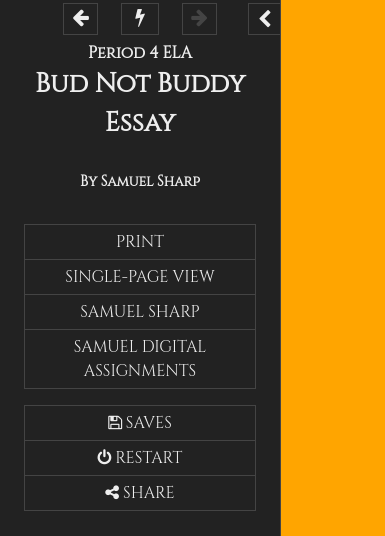 Period 4 ELA
Bud Not Buddy
Essay
By Samuel Sharp
PRINT
SINGLE-PAGE VIEW
SAMUEL SHARP
SAMUEL DIGITAL
ASSIGNMENTS
SAVES
RESTART
SHARE